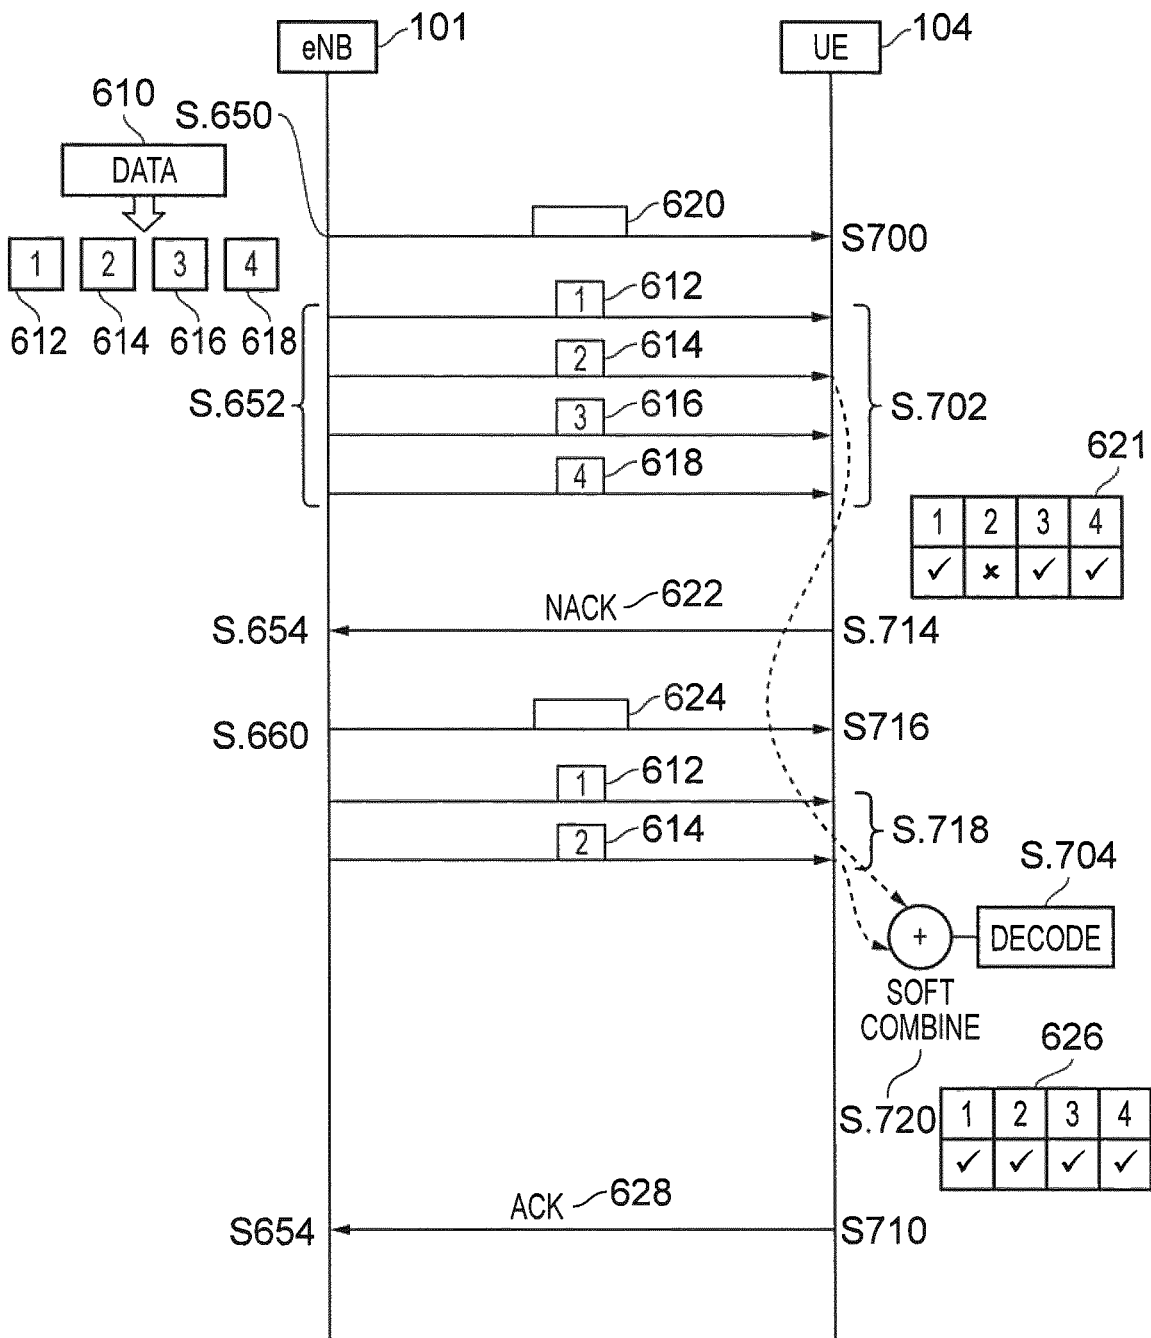 eNB 101 UE 104
610
S.650
DATA
620
S700
1 2 3 4
612 614 616 618
1 612
2 614
3 616
4 618
S.652
S.702
621
1 2 3 4
✓ ✗ ✓ ✓
NACK 622
S.654
S.714
624
S.660
S716
1 612
2 614
S.718
S.704
+
DECODE
SOFT
COMBINE
626
S.720
1 2 3 4
✓ ✓ ✓ ✓
ACK 628
S654
S710